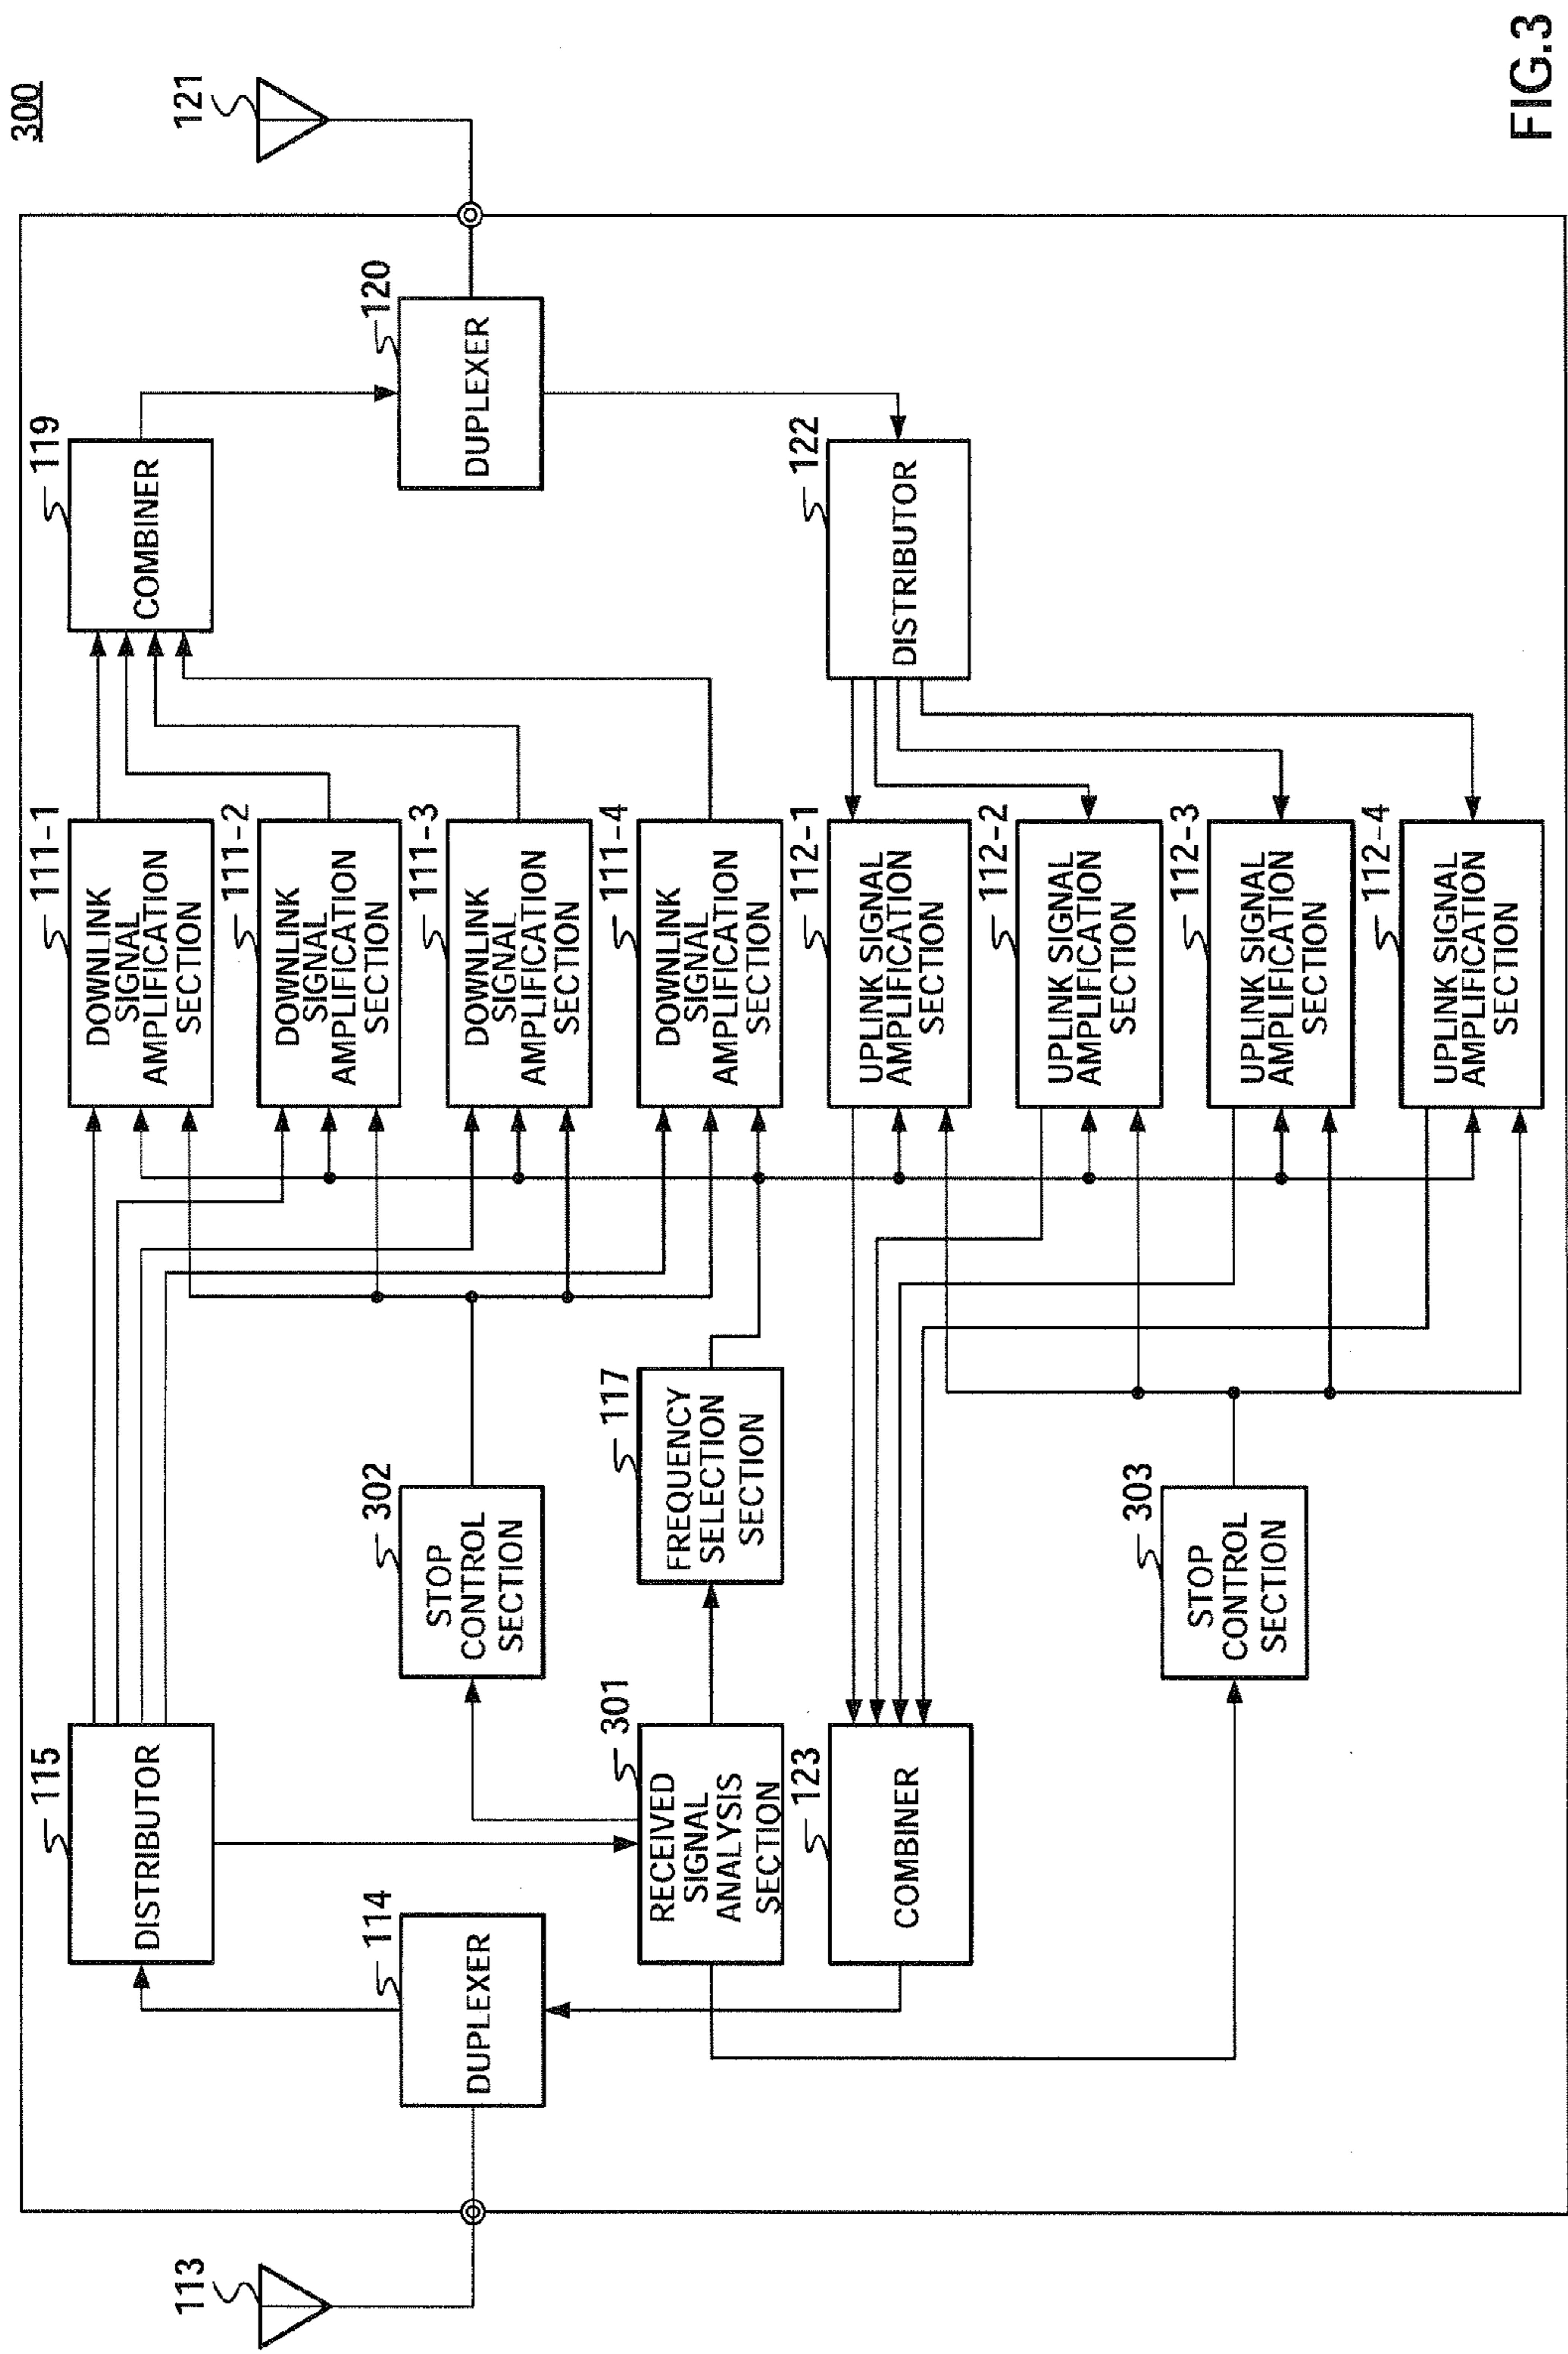 300
113
121
115
DISTRIBUTOR
111-1
DOWNLINK
SIGNAL
AMPLIFICATION
SECTION
119
COMBINER
111-2
DOWNLINK
SIGNAL
AMPLIFICATION
SECTION
114
DUPLEXER
302
STOP
CONTROL
SECTION
111-3
DOWNLINK
SIGNAL
AMPLIFICATION
SECTION
120
DUPLEXER
301
RECEIVED
SIGNAL
ANALYSIS
SECTION
117
FREQUENCY
SELECTION
SECTION
111-4
DOWNLINK
SIGNAL
AMPLIFICATION
SECTION
123
COMBINER
112-1
UPLINK SIGNAL
AMPLIFICATION
SECTION
122
DISTRIBUTOR
112-2
UPLINK SIGNAL
AMPLIFICATION
SECTION
303
STOP
CONTROL
SECTION
112-3
UPLINK SIGNAL
AMPLIFICATION
SECTION
112-4
UPLINK SIGNAL
AMPLIFICATION
SECTION
FIG.3